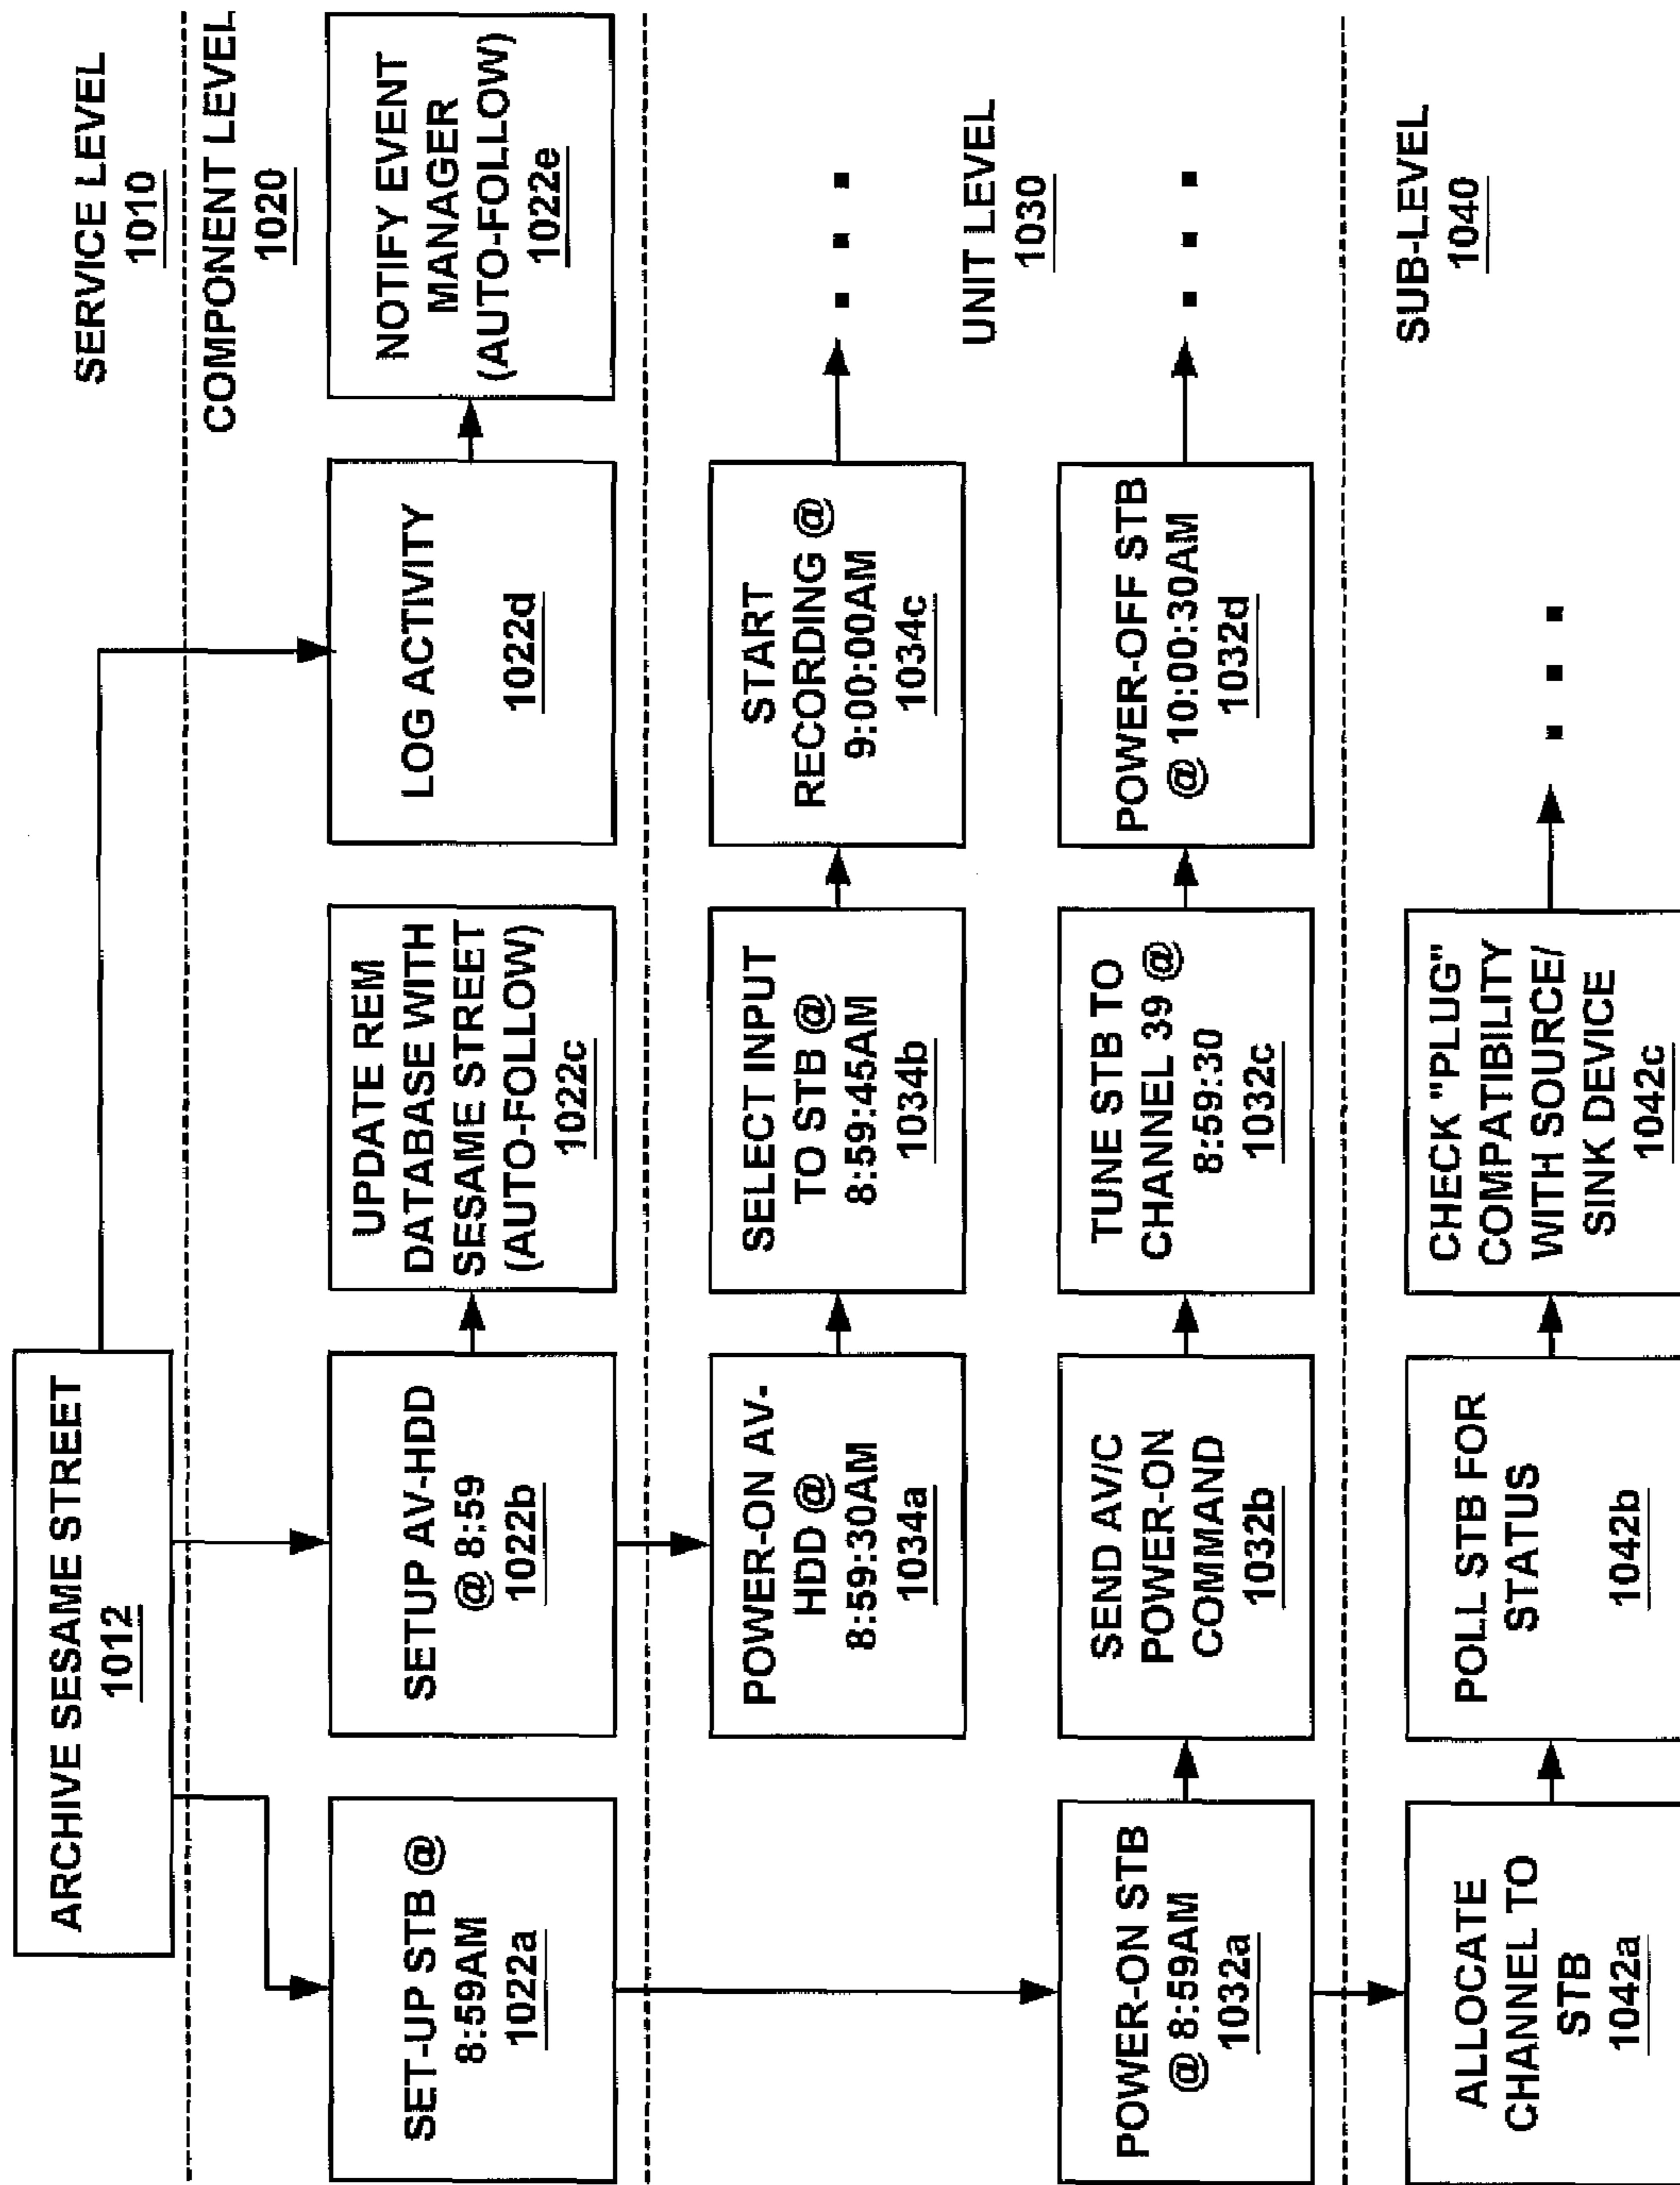 SERVICE LEVEL
1010
ARCHIVE SESAME STREET
1012
COMPONENT LEVEL
1020
SET-UP STB @
8:59AM
1022a
SETUP AV-HDD
@ 8:59
1022b
UPDATE REM
DATABASE WITH
SESAME STREET
(AUTO-FOLLOW)
1022c
LOG ACTIVITY
1022d
NOTIFY EVENT
MANAGER
(AUTO-FOLLOW)
1022e
POWER-ON AV-
HDD @
8:59:30AM
1034a
SELECT INPUT
TO STB @
8:59:45AM
1034b
START
RECORDING @
9:00:00AM
1034c
UNIT LEVEL
1030
POWER-ON STB
@ 8:59AM
1032a
SEND AV/C
POWER-ON
COMMAND
1032b
TUNE STB TO
CHANNEL 39 @
8:59:30
1032c
POWER-OFF STB
@ 10:00:30AM
1032d
SUB-LEVEL
1040
ALLOCATE
CHANNEL TO
STB
1042a
POLL STB FOR
STATUS
1042b
CHECK "PLUG"
COMPATIBILITY
WITH SOURCE/
SINK DEVICE
1042c